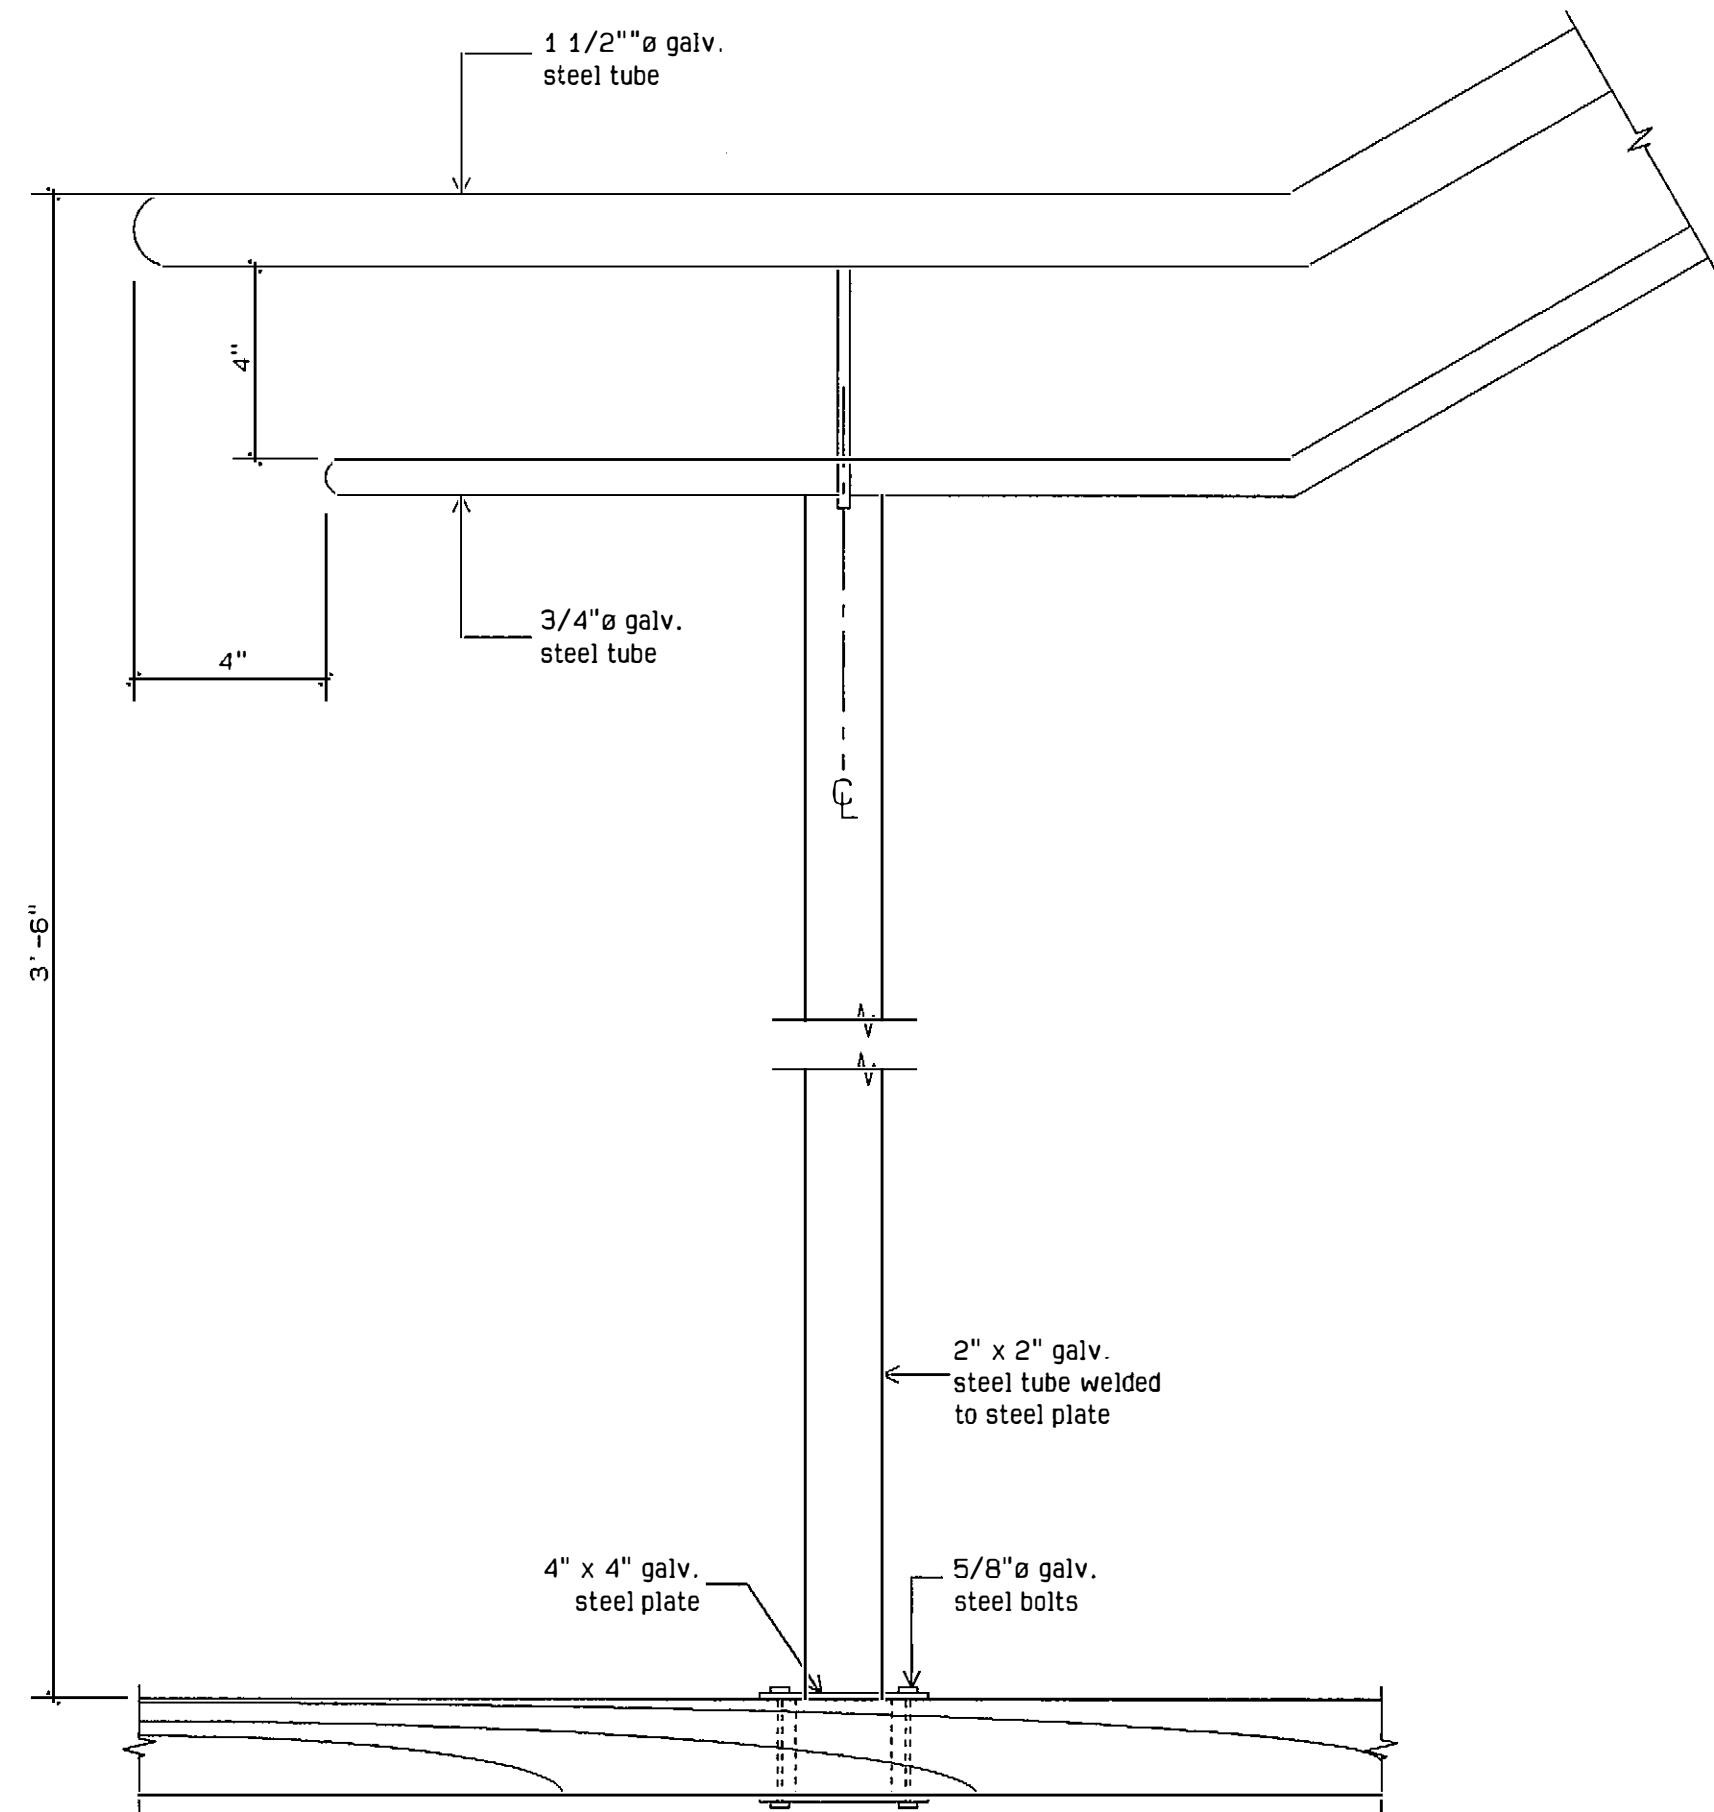 1 1/2""ø galv.
steel tube
4"
3/4"ø galv.
steel tube
4"
℄
3'-6"
2" x 2" galv.
steel tube welded
to steel plate
4" x 4" galv.
steel plate
5/8"ø galv.
steel bolts